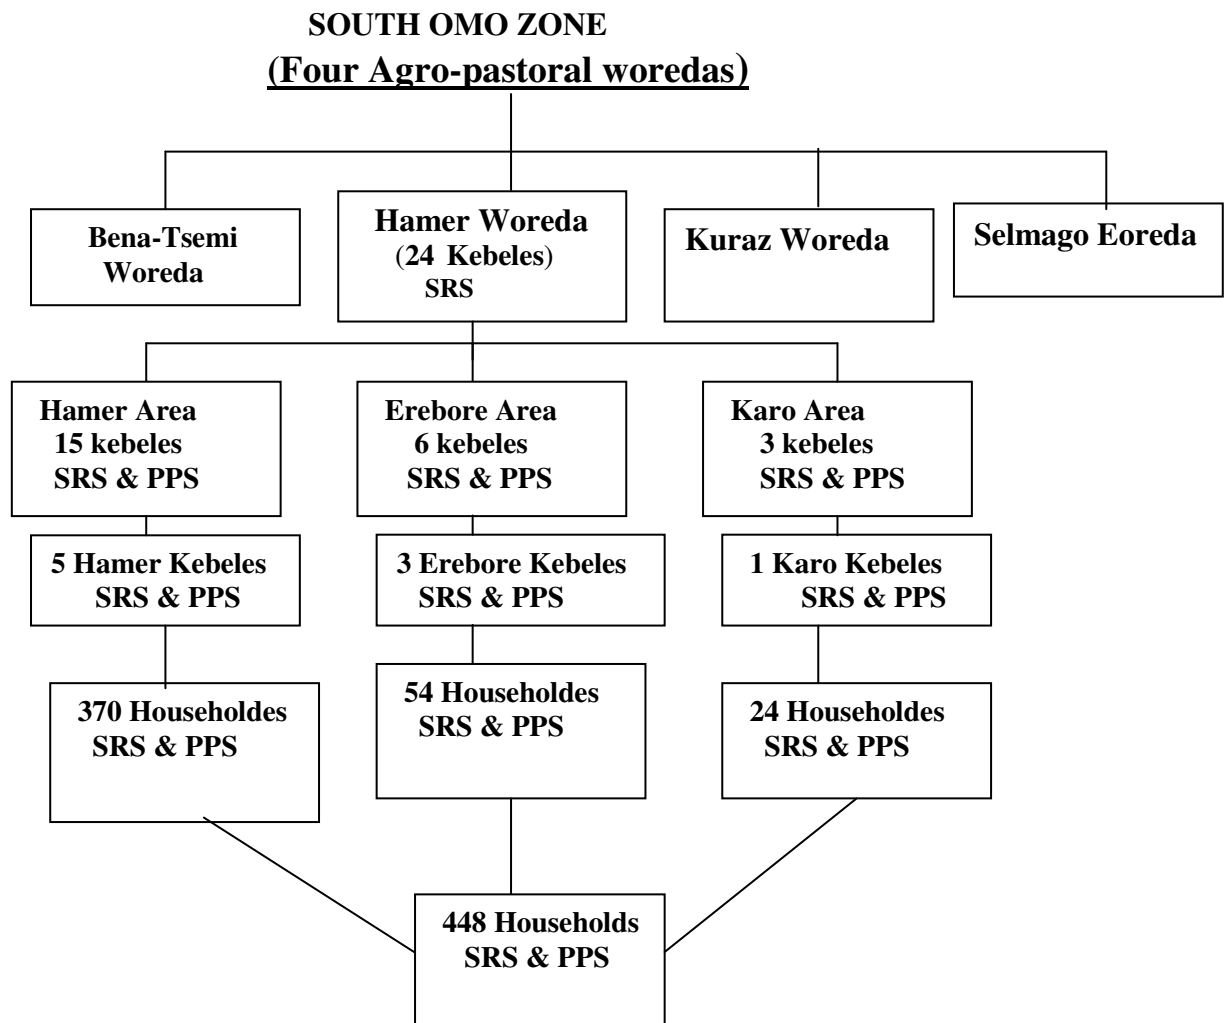 SOUTH OMO ZONE
(Four Agro-pastoral woredas)
Bena-Tsemi
Woreda
Hamer Woreda
(24 Kebeles)
SRS
Kuraz Woreda
Selmago Eoreda
Hamer Area
15 kebeles
SRS & PPS
Erebore Area
6 kebeles
SRS & PPS
Karo Area
3 kebeles
SRS & PPS
5 Hamer Kebeles
SRS & PPS
3 Erebore Kebeles
SRS & PPS
1 Karo Kebeles
SRS & PPS
370 Householdes
SRS & PPS
54 Householdes
SRS & PPS
24 Householdes
SRS & PPS
448 Households
SRS & PPS